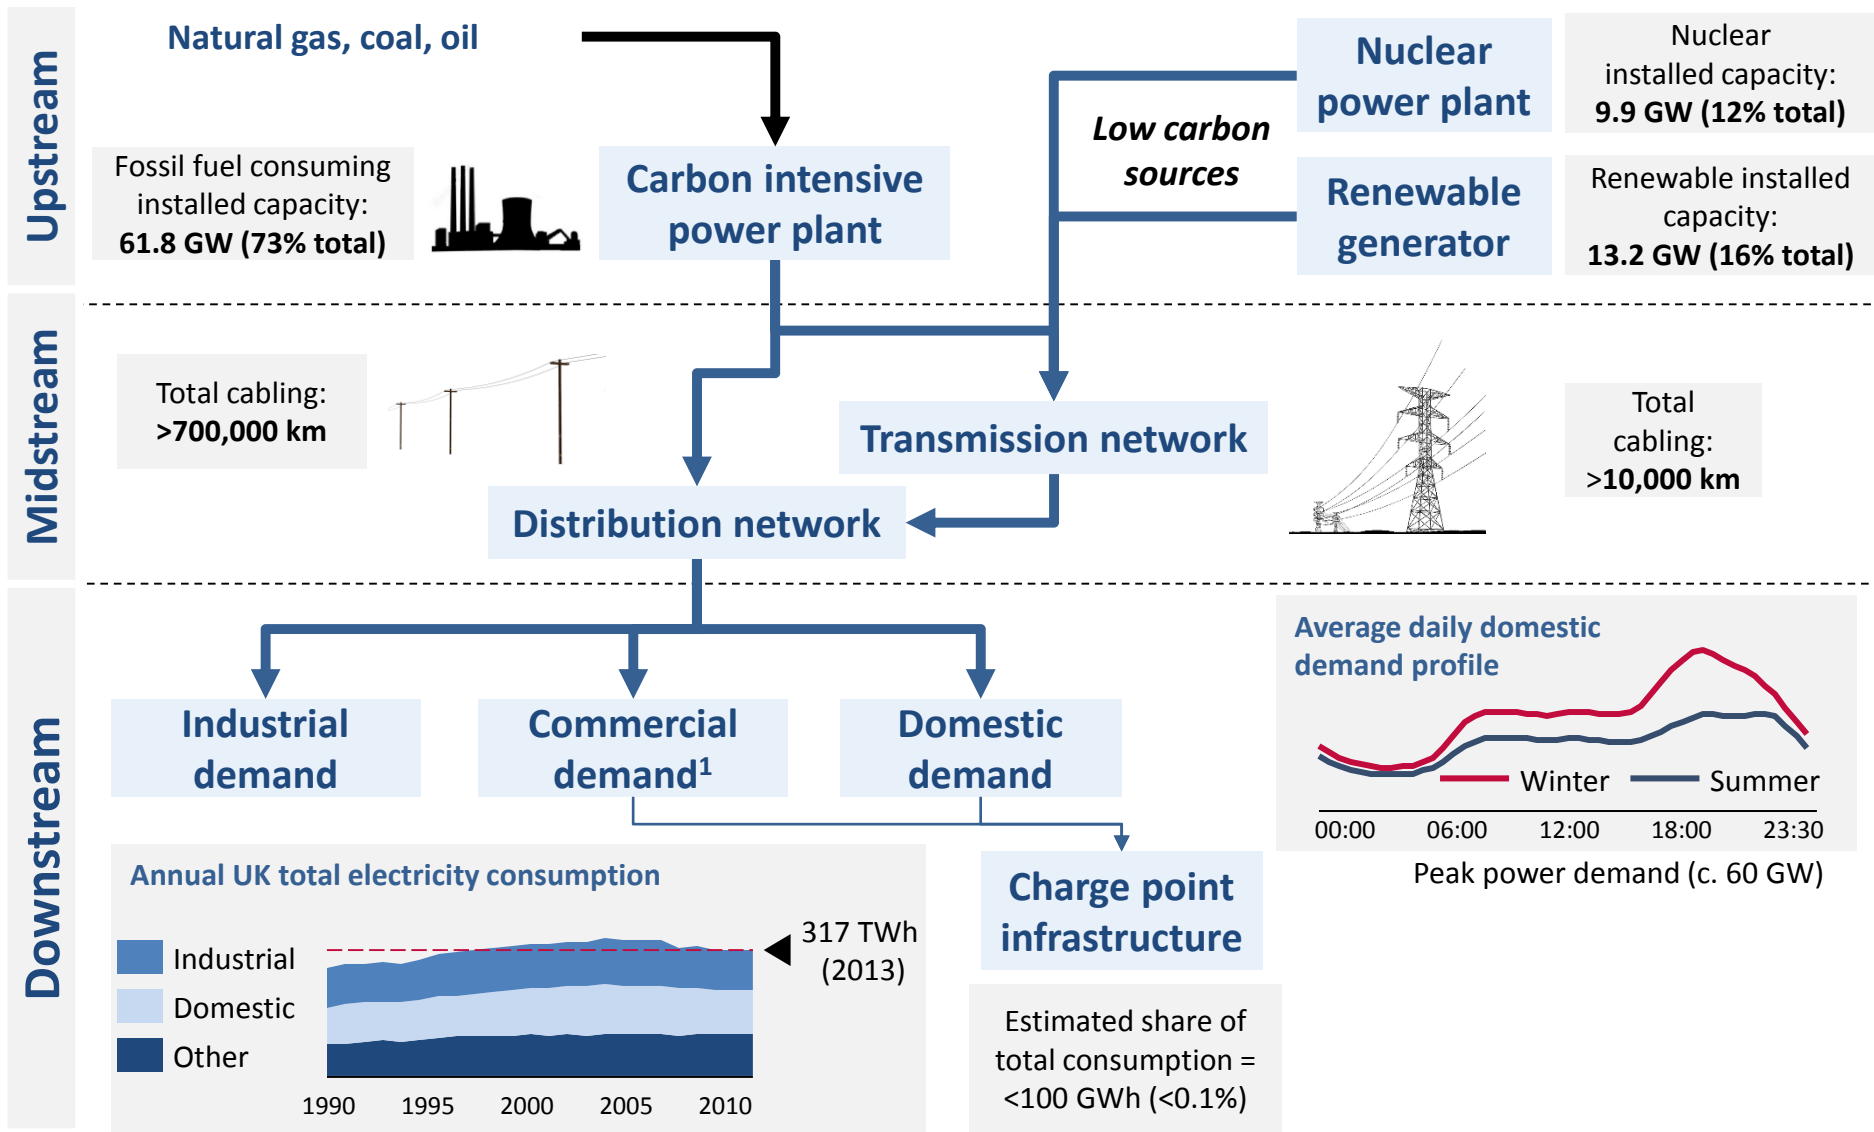 Upstream
Natural gas, coal, oil
Fossil fuel consuming
installed capacity:
61.8 GW (73% total)
Carbon intensive
power plant
Low carbon
sources
Nuclear
power plant
Nuclear
installed capacity:
9.9 GW (12% total)
Renewable
generator
Renewable installed
capacity:
13.2 GW (16% total)
Midstream
Total cabling:
>700,000 km
Transmission network
Distribution network
Total
cabling:
>10,000 km
Downstream
Industrial
demand
Commercial
demand¹
Domestic
demand
Average daily domestic
demand profile
Winter
Summer
00:00 06:00 12:00 18:00 23:30
Peak power demand (c. 60 GW)
Annual UK total electricity consumption
Industrial
Domestic
Other
317 TWh
(2013)
1990 1995 2000 2005 2010
Charge point
infrastructure
Estimated share of
total consumption =
<100 GWh (<0.1%)